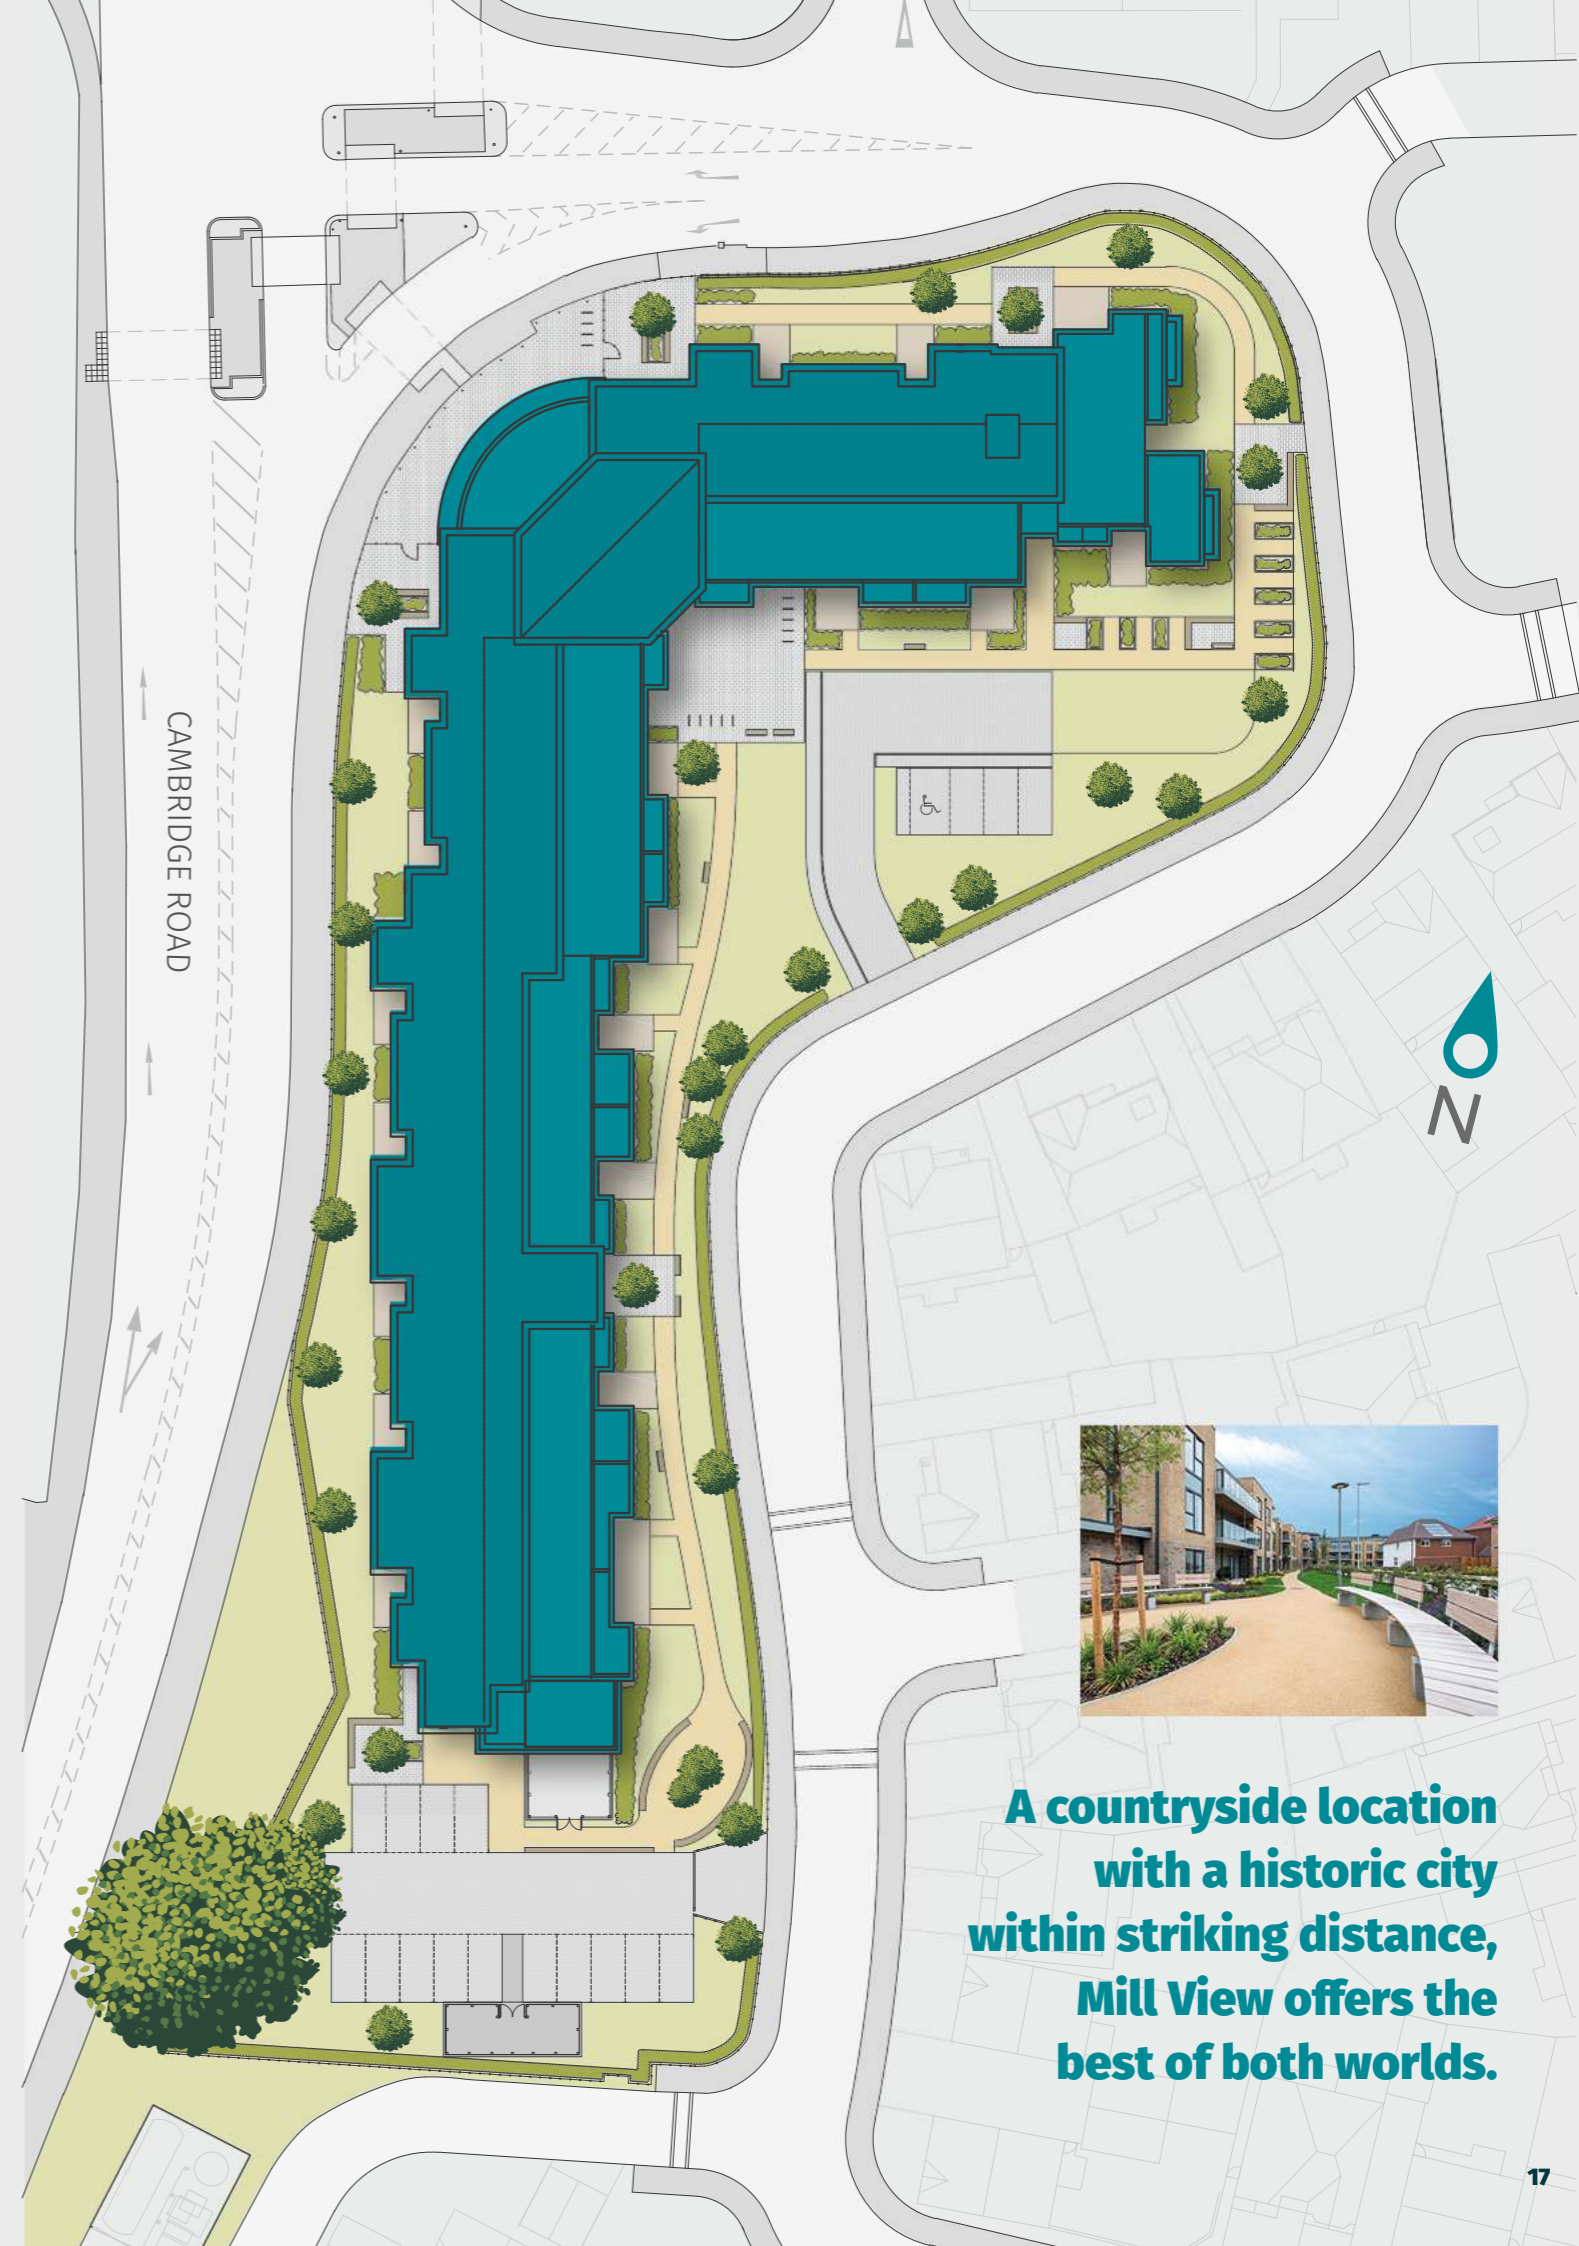 CAMBRIDGE ROAD
N
A countryside location
with a historic city
within striking distance,
Mill View offers the
best of both worlds.
17